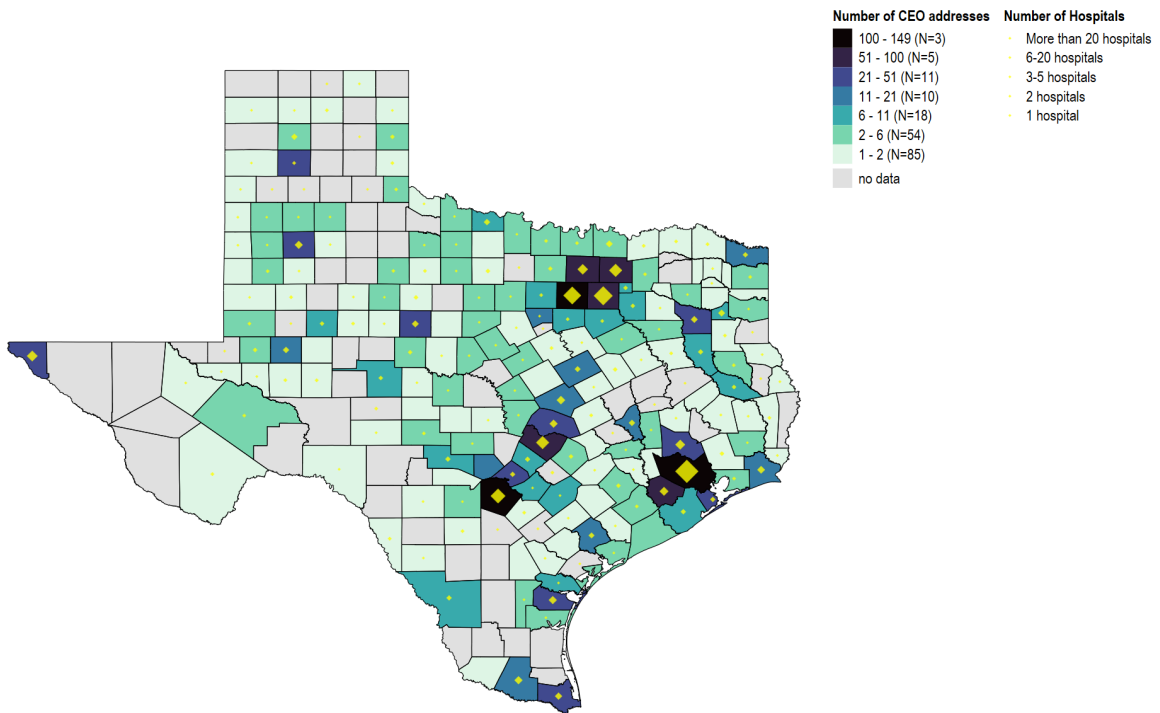 Number of CEO addresses
100 - 149 (N=3)
51 - 100 (N=5)
21 - 51 (N=11)
11 - 21 (N=10)
6 - 11 (N=18)
2 - 6 (N=54)
1 - 2 (N=85)
no data
Number of Hospitals
More than 20 hospitals
6-20 hospitals
3-5 hospitals
2 hospitals
1 hospital